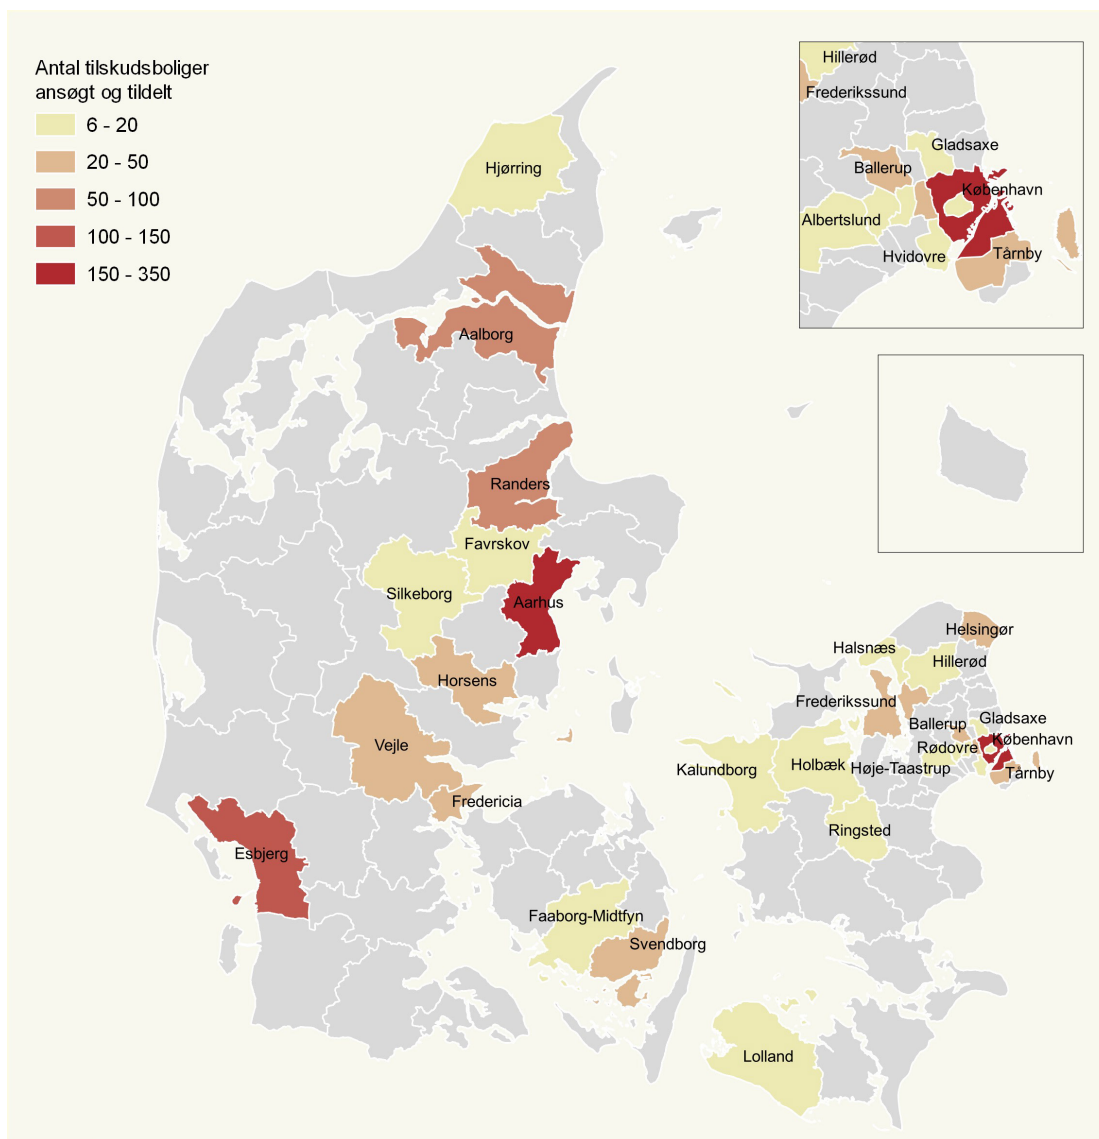 Antal tilskudsboliger
ansøgt og tildelt
6 - 20
20 - 50
50 - 100
100 - 150
150 - 350
Hillerød
Frederikssund
Gladsaxe
Ballerup
København
Albertslund
Hvidovre
Tårnby
Hjørring
Aalborg
Randers
Favrskov
Silkeborg
Aarhus
Horsens
Vejle
Fredericia
Esbjerg
Faaborg-Midtfyn
Svendborg
Helsingør
Halsnæs
Hillerød
Frederikssund
Ballerup
Gladsaxe
København
Rødovre
Høje-Taastrup
Tårnby
Kalundborg
Holbæk
Ringsted
Lolland